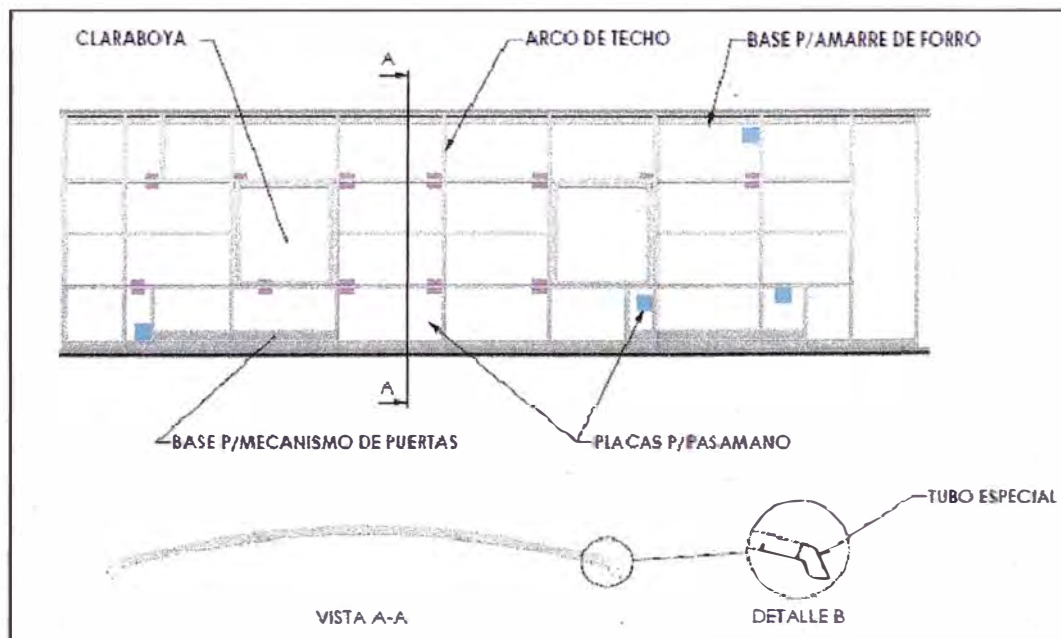 CLARABOYA
ARCO DE TECHO
BASE P/AMARRE DE FORRO
A
A
BASE P/MECANISMO DE PUERTAS
PLACAS P/PASAMANO
TUBO ESPECIAL
VISTA A-A
DETALLE B